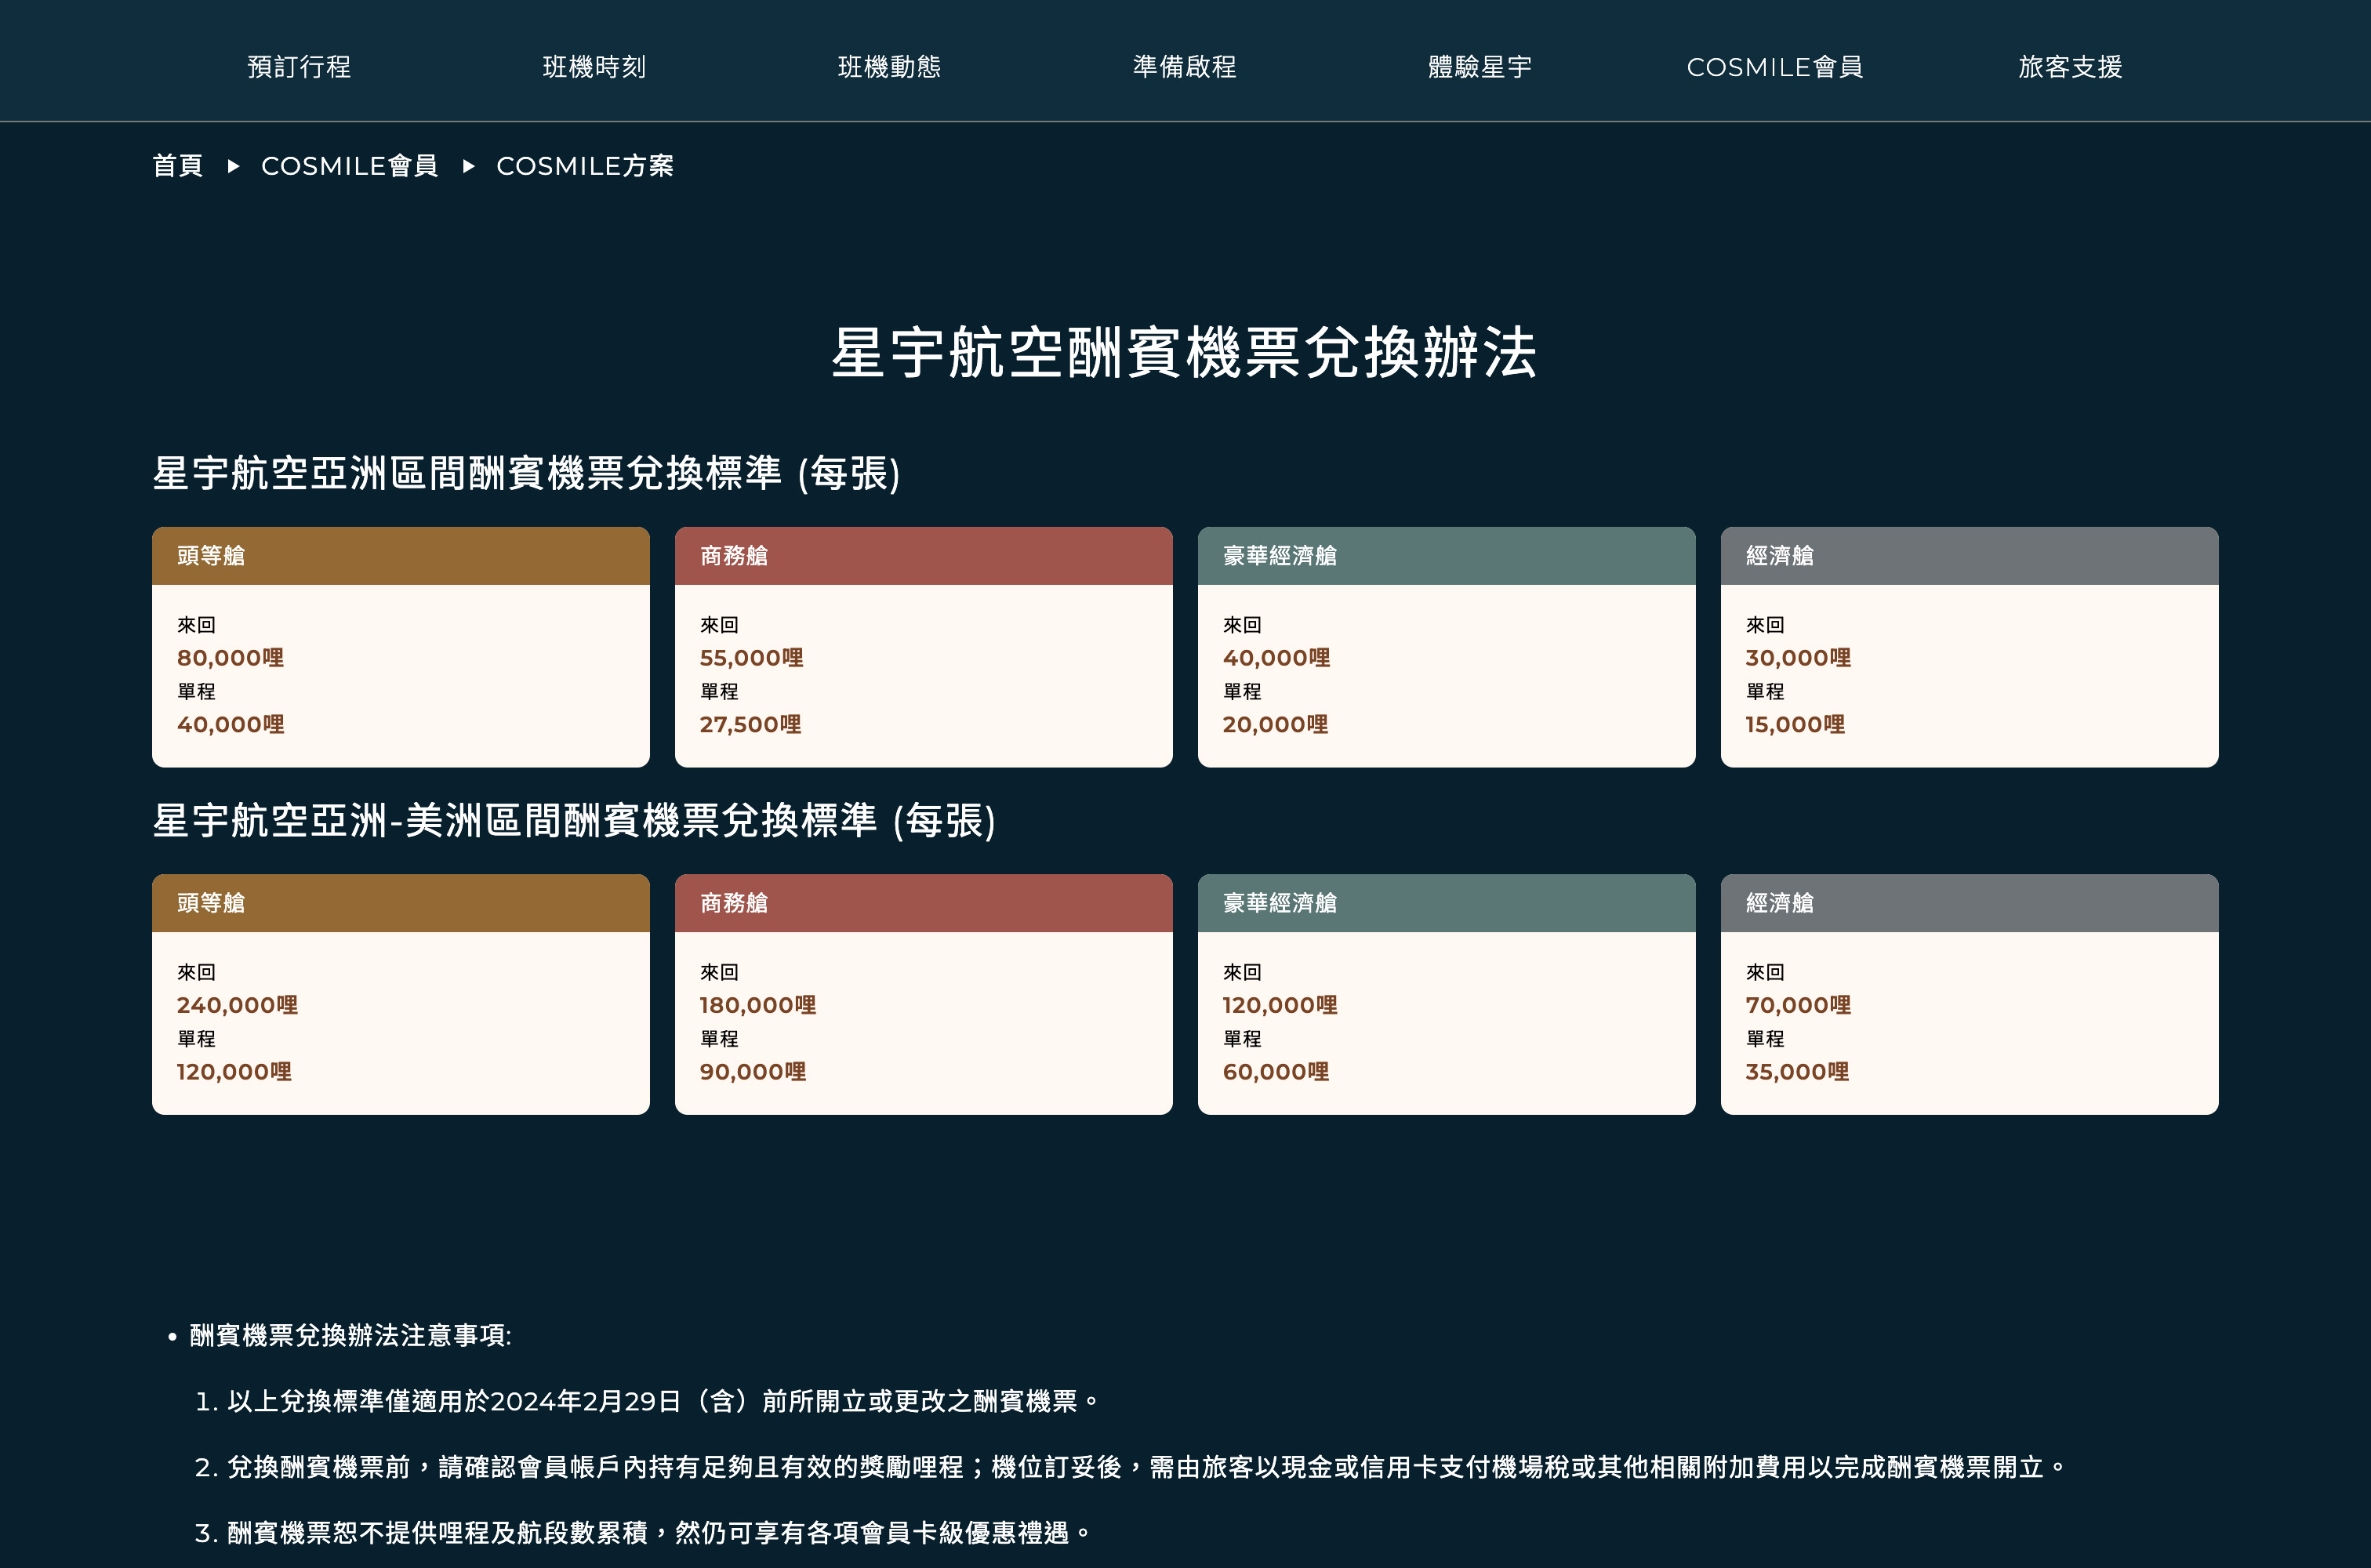 預訂行程 班機時刻 班機動態 準備啟程 體驗星宇 COSMILE會員 旅客支援
首頁 ▶ COSMILE會員 ▶ COSMILE方案
星宇航空酬賓機票兌換辦法
星宇航空亞洲區間酬賓機票兌換標準 (每張)
頭等艙
來回
80,000哩
單程
40,000哩
商務艙
來回
55,000哩
單程
27,500哩
豪華經濟艙
來回
40,000哩
單程
20,000哩
經濟艙
來回
30,000哩
單程
15,000哩
星宇航空亞洲-美洲區間酬賓機票兌換標準 (每張)
頭等艙
來回
240,000哩
單程
120,000哩
商務艙
來回
180,000哩
單程
90,000哩
豪華經濟艙
來回
120,000哩
單程
60,000哩
經濟艙
來回
70,000哩
單程
35,000哩
• 酬賓機票兌換辦法注意事項:
1. 以上兌換標準僅適用於2024年2月29日（含）前所開立或更改之酬賓機票。
2. 兌換酬賓機票前，請確認會員帳戶內持有足夠且有效的獎勵哩程；機位訂妥後，需由旅客以現金或信用卡支付機場稅或其他相關附加費用以完成酬賓機票開立。
3. 酬賓機票恕不提供哩程及航段數累積，然仍可享有各項會員卡級優惠禮遇。